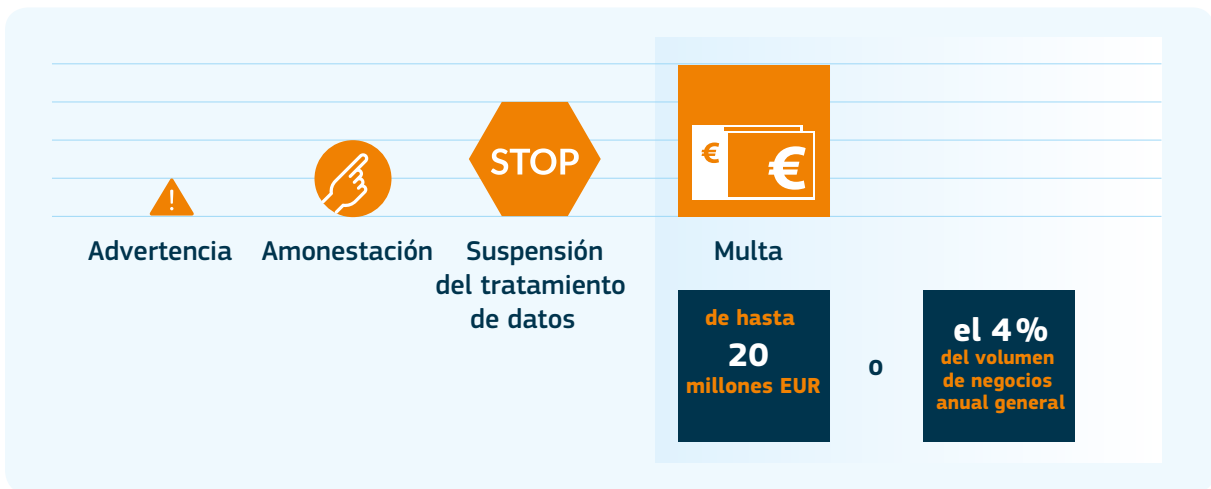 STOP
€
€
Advertencia
Amonestación
Suspensión
del tratamiento
de datos
Multa
de hasta
20
millones EUR
o
el 4 %
del volumen
de negocios
anual general